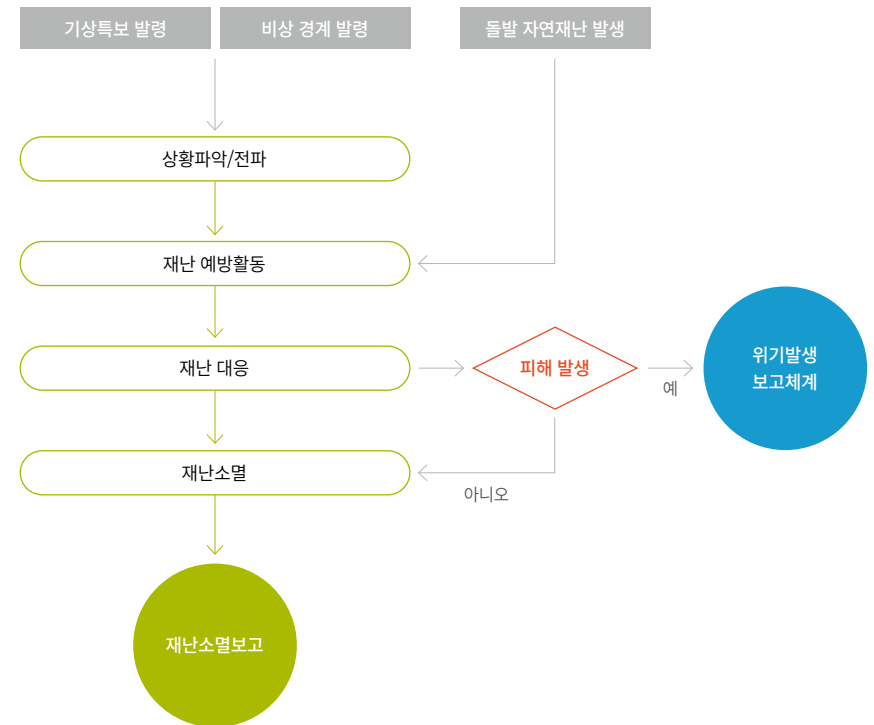 기상특보 발령
비상 경계 발령
돌발 자연재난 발생
상황파악/전파
재난 예방활동
재난 대응
피해 발생
예
위기발생
보고체계
재난소멸
아니오
재난소멸보고